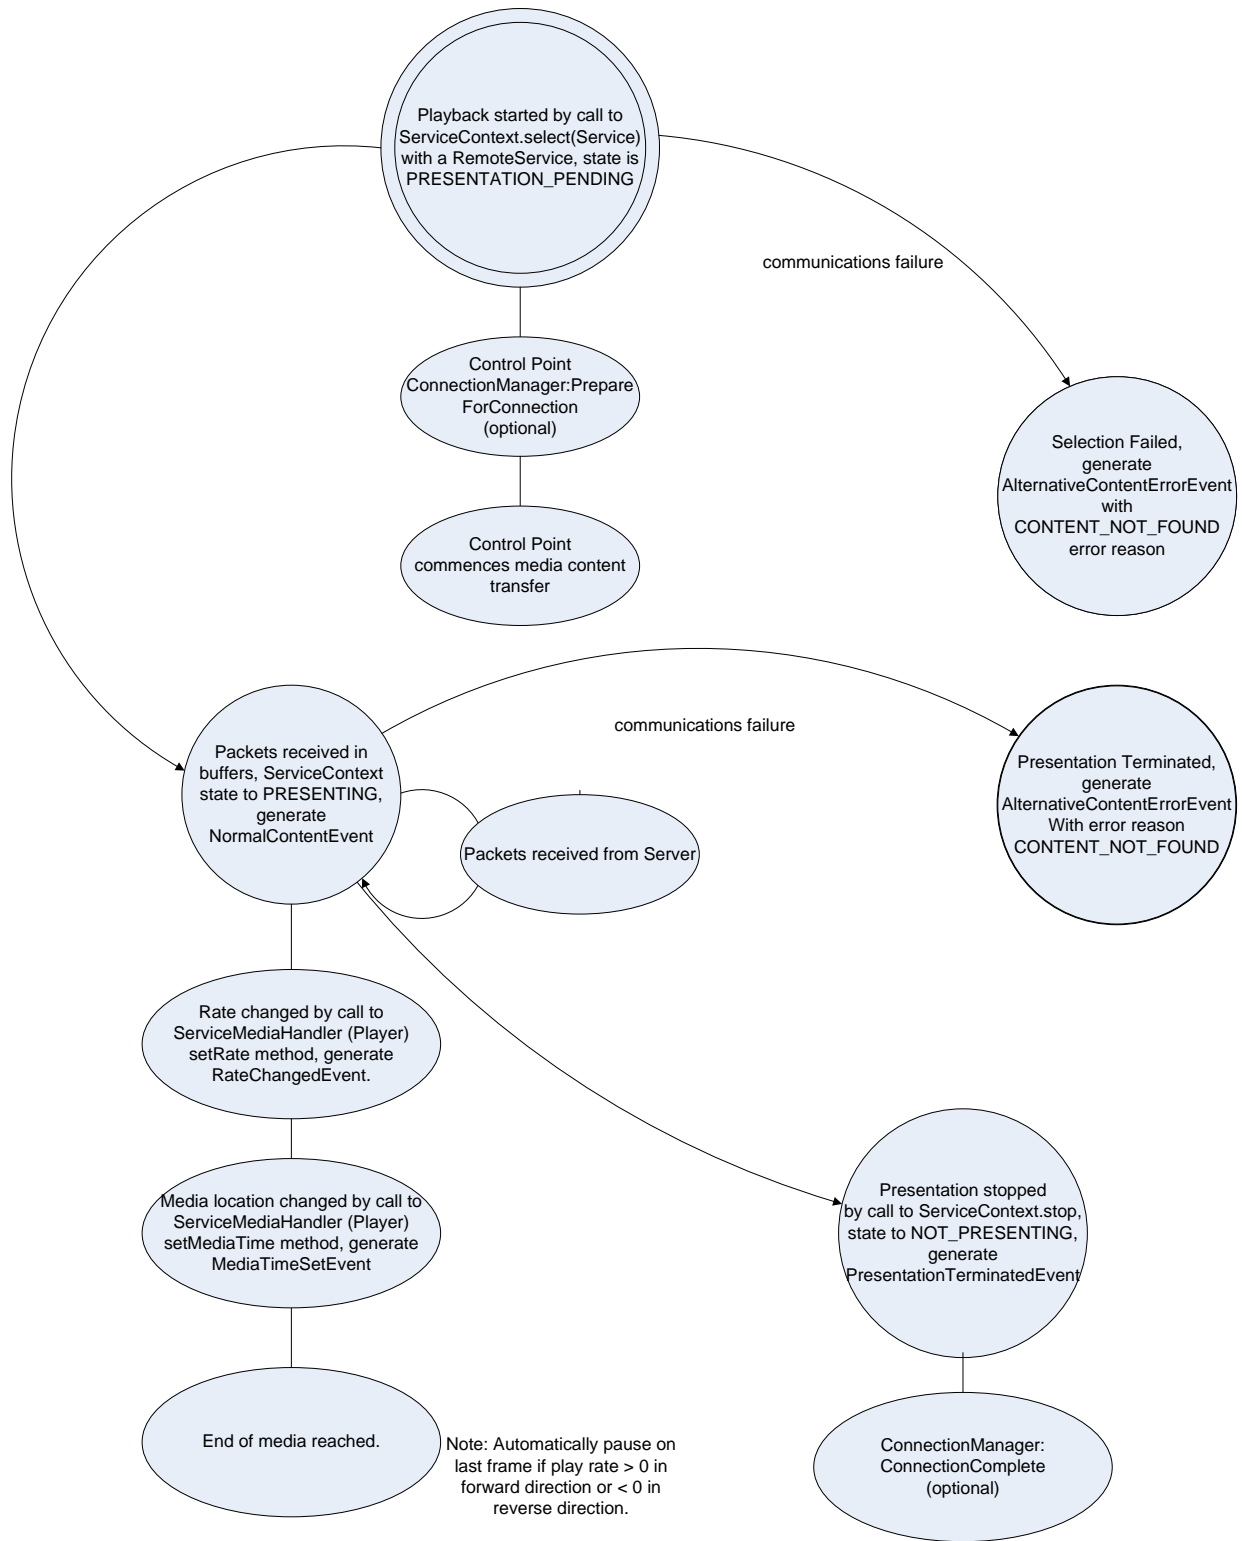 Playback started by call to
ServiceContext.select(Service)
with a RemoteService, state is
PRESENTATION_PENDING
communications failure
Control Point
ConnectionManager:Prepare
ForConnection
(optional)
Selection Failed,
generate
AlternativeContentErrorEvent
with
CONTENT_NOT_FOUND
error reason
Control Point
commences media content
transfer
communications failure
Packets received in
buffers, ServiceContext
state to PRESENTING,
generate
NormalContentEvent
Presentation Terminated,
generate
AlternativeContentErrorEvent
With error reason
CONTENT_NOT_FOUND
Packets received from Server
Rate changed by call to
ServiceMediaHandler (Player)
setRate method, generate
RateChangedEvent.
Media location changed by call to
ServiceMediaHandler (Player)
setMediaTime method, generate
MediaTimeSetEvent
Presentation stopped
by call to ServiceContext.stop,
state to NOT_PRESENTING,
generate
PresentationTerminatedEvent
End of media reached.
Note: Automatically pause on
last frame if play rate > 0 in
forward direction or < 0 in
reverse direction.
ConnectionManager:
ConnectionComplete
(optional)